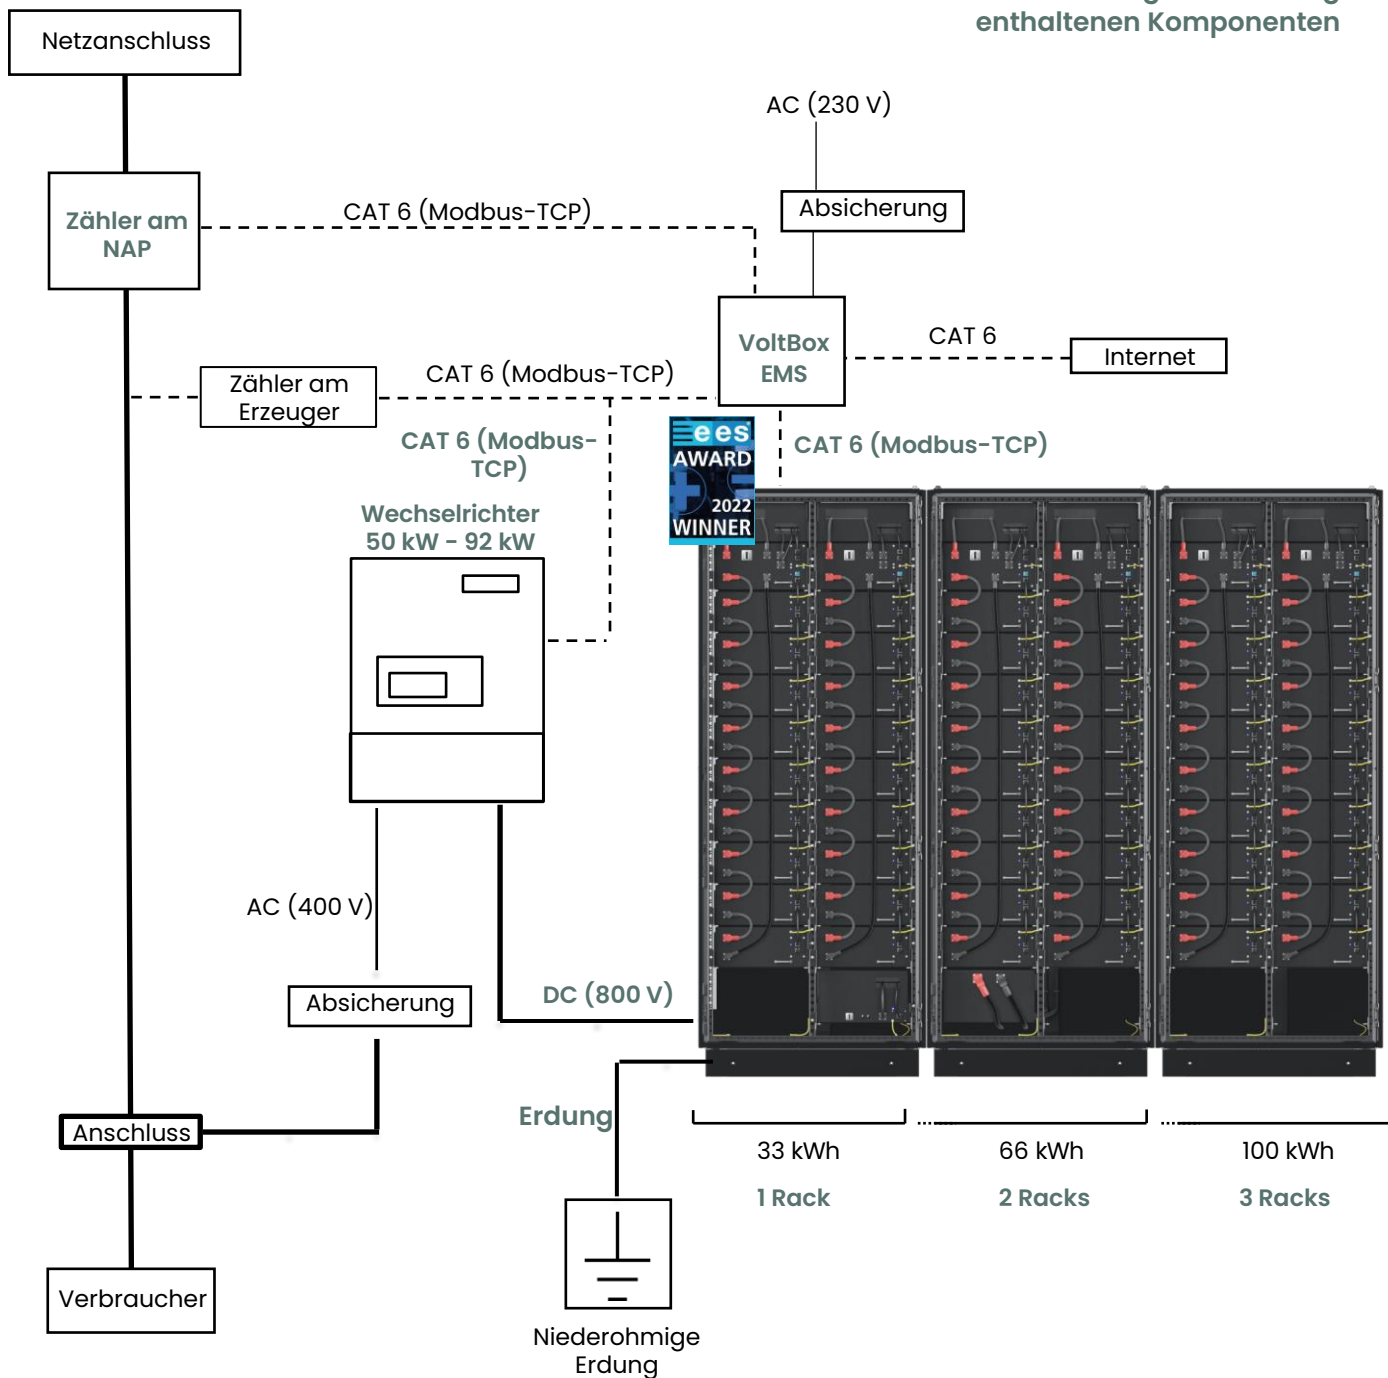 enthaltenen Komponenten
Netzanschluss
AC (230 V)
Absicherung
CAT 6 (Modbus-TCP)
Zähler am
NAP
VoltBox
EMS
CAT 6
Internet
Zähler am
Erzeuger
CAT 6 (Modbus-TCP)
CAT 6 (Modbus-
TCP)
CAT 6 (Modbus-TCP)
ees
AWARD
2022
WINNER
Wechselrichter
50 kW - 92 kW
AC (400 V)
Absicherung
DC (800 V)
Anschluss
Erdung
33 kWh
66 kWh
100 kWh
1 Rack
2 Racks
3 Racks
Verbraucher
Niederohmige
Erdung